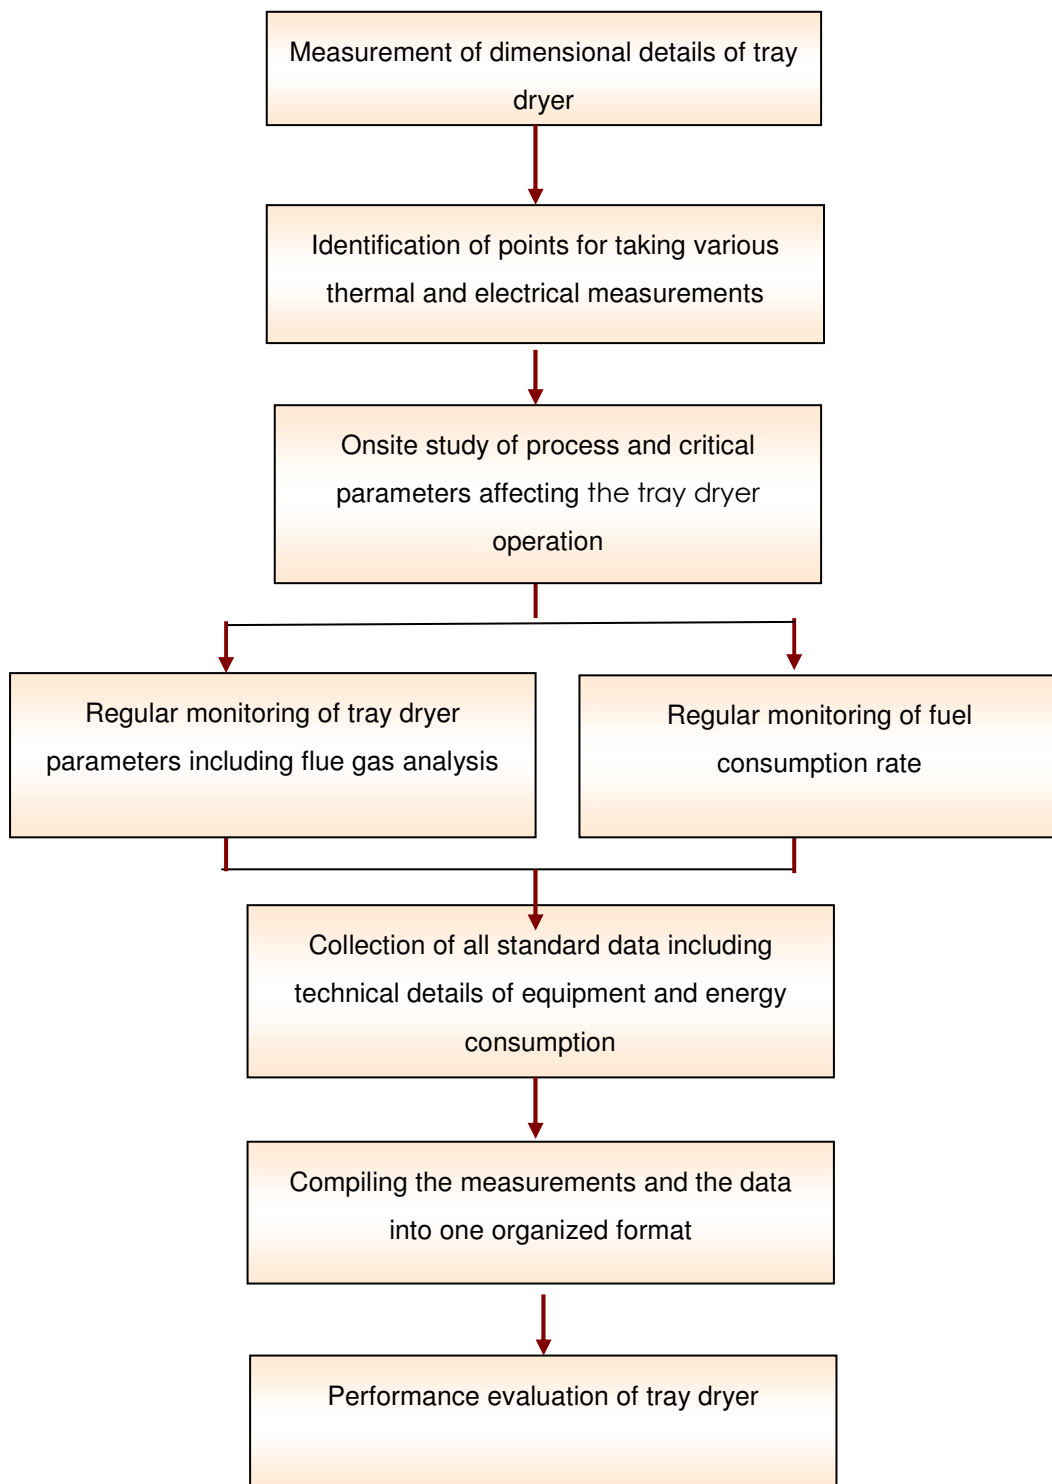 Measurement of dimensional details of tray
dryer
Identification of points for taking various
thermal and electrical measurements
Onsite study of process and critical
parameters affecting the tray dryer
operation
Regular monitoring of tray dryer
parameters including flue gas analysis
Regular monitoring of fuel
consumption rate
Collection of all standard data including
technical details of equipment and energy
consumption
Compiling the measurements and the data
into one organized format
Performance evaluation of tray dryer